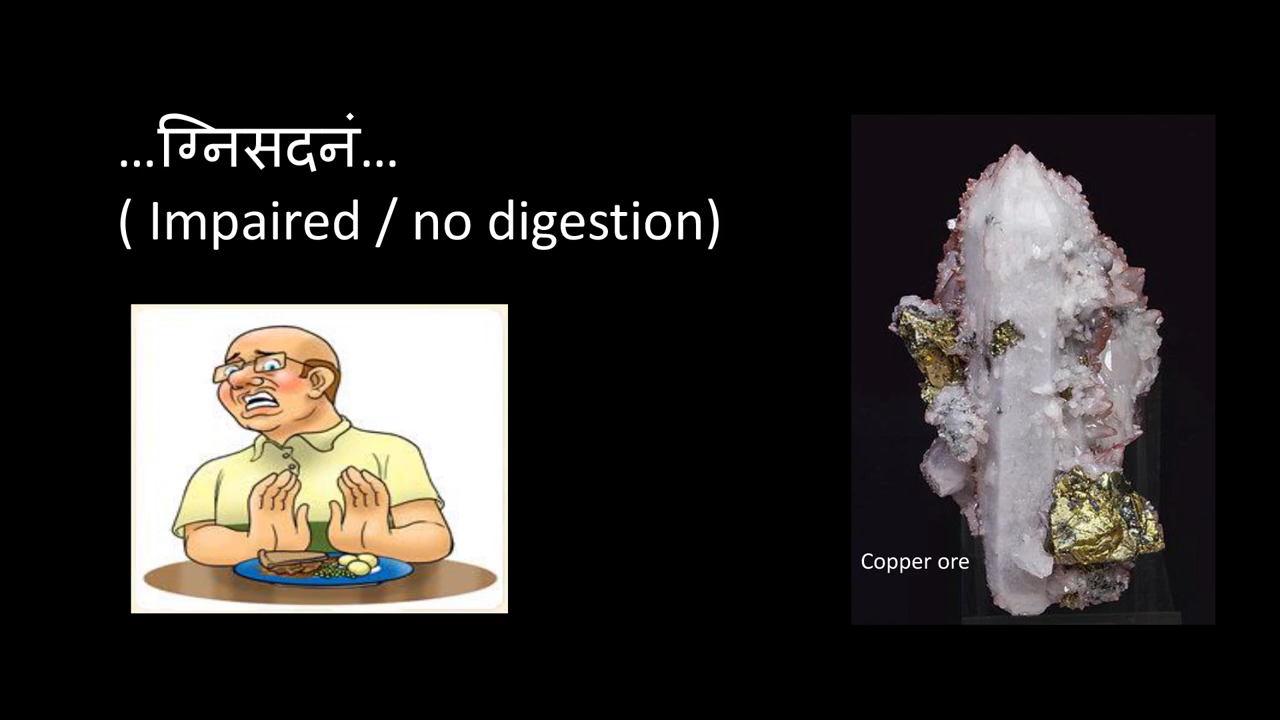 ...ग्निसदनं...
( Impaired / no digestion)
Copper ore